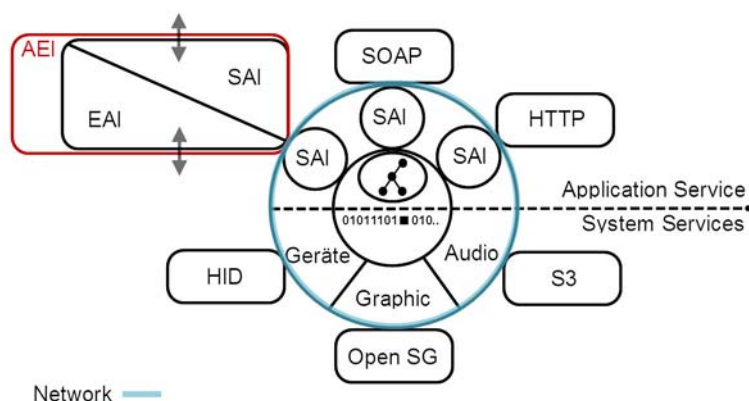 AEI
SAI
EAI
SOAP
HTTP
SAI
SAI
SAI
Application Service
System Services
01011101■010..
Geräte
Audio
Graphic
HID
S3
Open SG
Network